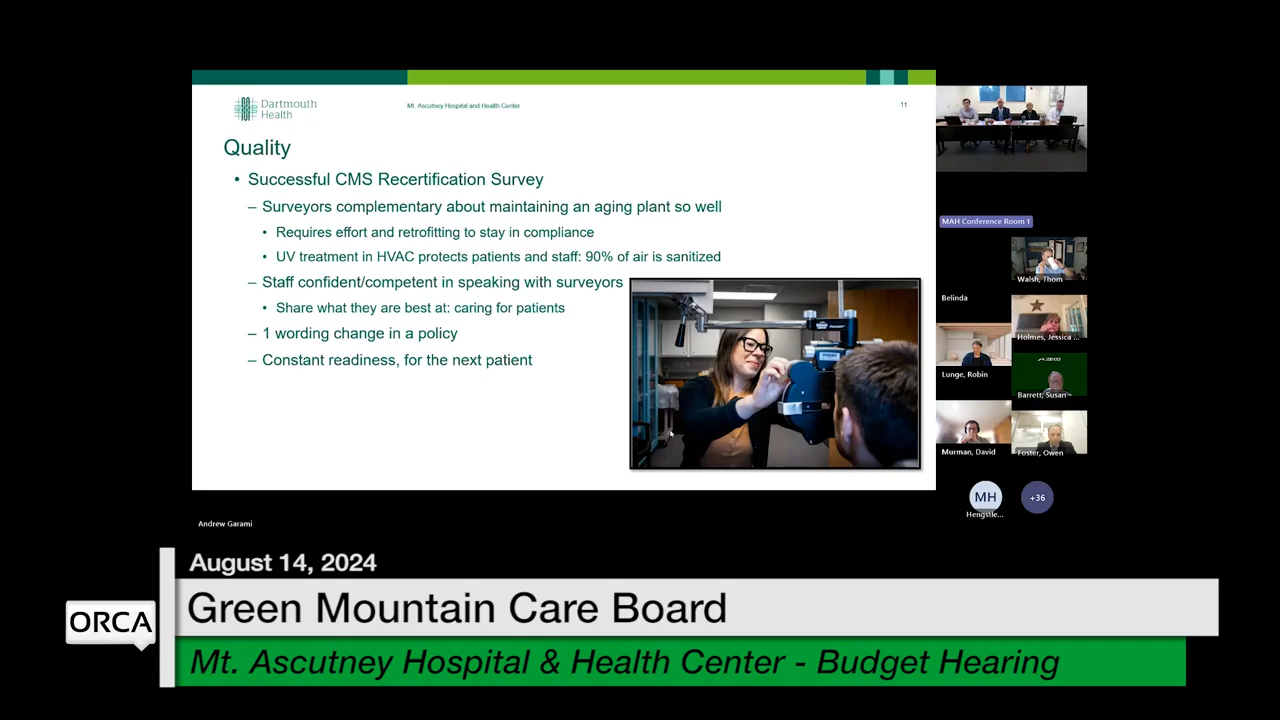 Dartmouth
Health
Mt. Ascutney Hospital and Health Center
11
Quality
• Successful CMS Recertification Survey
– Surveyors complementary about maintaining an aging plant so well
• Requires effort and retrofitting to stay in compliance
• UV treatment in HVAC protects patients and staff: 90% of air is sanitized
– Staff confident/competent in speaking with surveyors
• Share what they are best at: caring for patients
– 1 wording change in a policy
– Constant readiness, for the next patient
MAH Conference Room 1
Walsh, Thom
Belinda
Holmes, Jessica ...
Lunge, Robin
Barrett, Susan
Murman, David
Foster, Owen
MH
+36
Hengstle...
Andrew Garami
August 14, 2024
Green Mountain Care Board
ORCA
Mt. Ascutney Hospital & Health Center - Budget Hearing